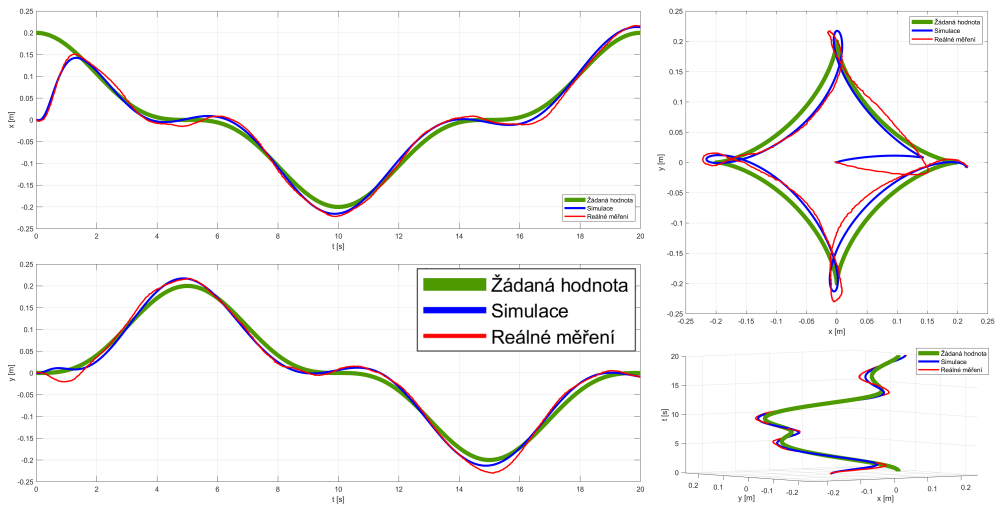 0.25
0.2
0.15
0.1
0.05
0
-0.05
-0.1
-0.15
-0.2
-0.25
x [m]
0 2 4 6 8 10 12 14 16 18 20
t [s]
Žádaná hodnota
Simulace
Reálné měření
0.25
0.2
0.15
0.1
0.05
0
-0.05
-0.1
-0.15
-0.2
-0.25
y [m]
0 2 4 6 8 10 12 14 16 18 20
t [s]
Žádaná hodnota
Simulace
Reálné měření
0.25
0.2
0.15
0.1
0.05
0
-0.05
-0.1
-0.15
-0.2
-0.25
y [m]
-0.25 -0.2 -0.15 -0.1 -0.05 0 0.05 0.1 0.15 0.2 0.25
x [m]
Žádaná hodnota
Simulace
Reálné měření
20
15
10
5
0
t [s]
0.2 0.1 0 -0.1 -0.2 -0.2 -0.1 0 0.1 0.2
y [m] x [m]
Žádaná hodnota
Simulace
Reálné měření